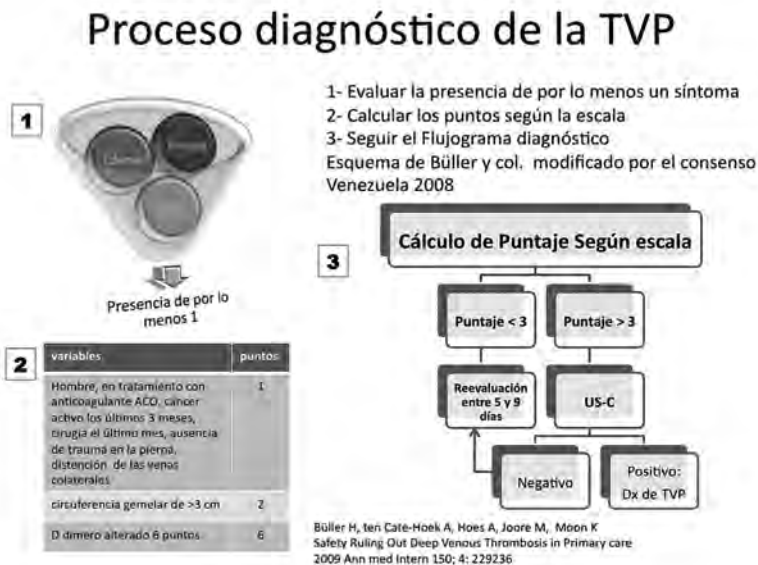 Proceso diagnóstico de la TVP
1
Presencia de por lo
menos 1
1- Evaluar la presencia de por lo menos un síntoma
2- Calcular los puntos según la escala
3- Seguir el Flujograma diagnóstico
Esquema de Büller y col. modificado por el consenso
Venezuela 2008
2
variables puntos
Hombre, en tratamiento con 1
anticoagulante ACO, cancer
activo los últimos 3 meses,
cirugia el último mes, ausencia
de trauma en la pierna,
distención de las venas
colaterales
circuferencia gemelar de >3 cm 2
D dimero alterado 6 puntos 6
3
Cálculo de Puntaje Según escala
Puntaje < 3
Puntaje > 3
Reevaluación
entre 5 y 9
días
US-C
Negativo
Positivo:
Dx de TVP
Büller H, ten Cate-Hoek A, Hoes A, Joore M, Moon K
Safety Ruling Out Deep Venous Thrombosis in Primary care
2009 Ann med Intern 150; 4: 229236